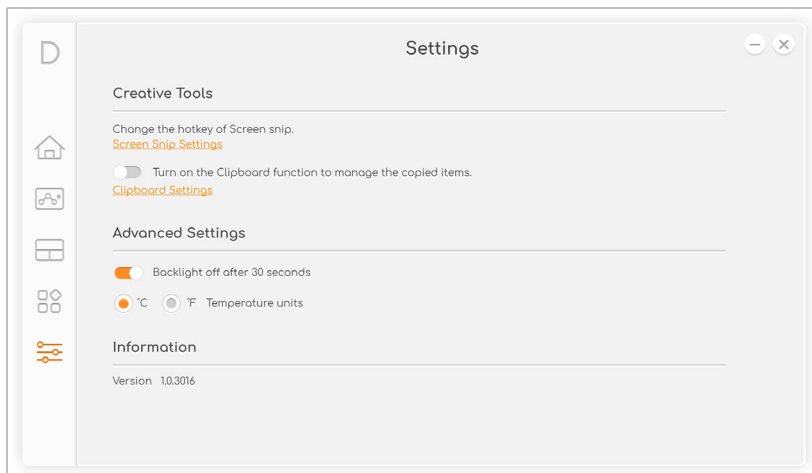 D
Settings
Creative Tools
Change the hotkey of Screen snip.
Screen Snip Settings
Turn on the Clipboard function to manage the copied items.
Clipboard Settings
Advanced Settings
Backlight off after 30 seconds
°C °F Temperature units
Information
Version 1.0.3016